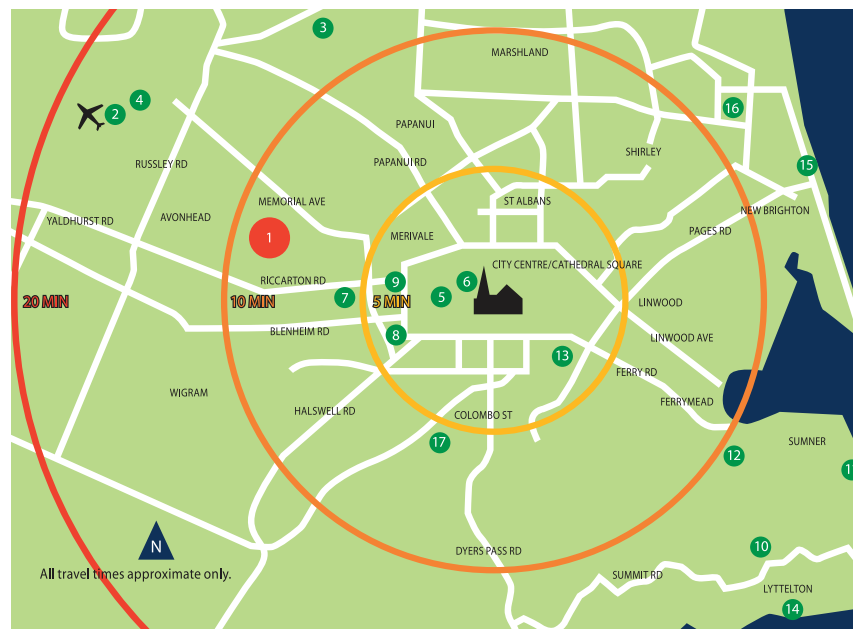 3
MARSHLAND
4
2
16
PAPANUI
SHIRLEY
RUSSLEY RD
PAPANUI RD
15
MEMORIAL AVE
ST ALBANS
NEW BRIGHTON
AVONHEAD
YALDHURST RD
PAGES RD
1
MERIVALE
CITY CENTRE/CATHEDRAL SQUARE
RICCARTON RD
9
6
20 MIN
10 MIN
7
5 MIN
5
LINWOOD
BLENHEIM RD
8
LINWOOD AVE
13
FERRY RD
WIGRAM
FERRYMEAD
HALSWELL RD
COLOMBO ST
17
SUMNER
12
1
N
10
DYERS PASS RD
All travel times approximate only.
SUMMIT RD
LYTTELTON
14